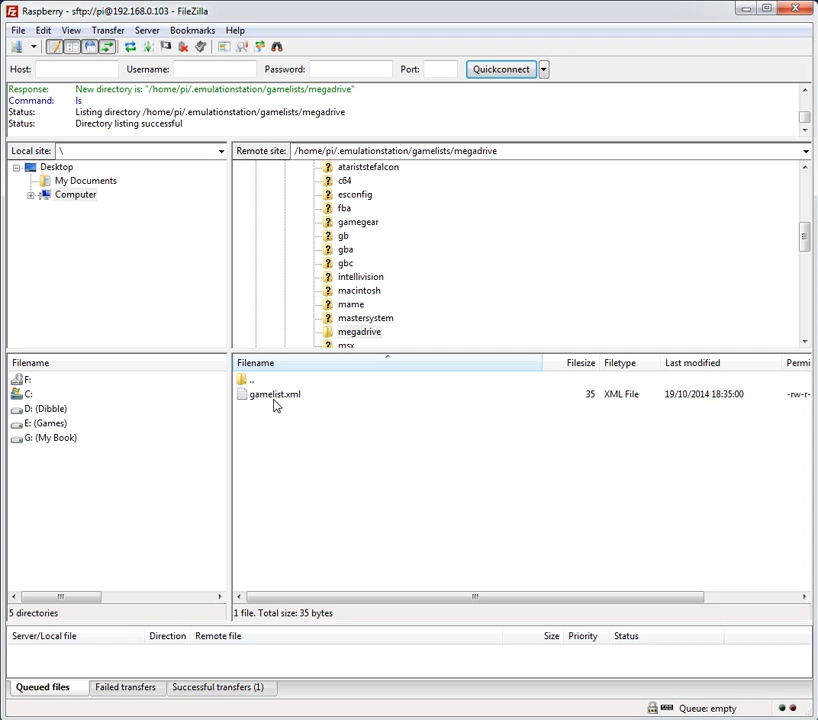 Raspberry - sftp://pi@192.168.0.103 - FileZilla
File Edit View Transfer Server Bookmarks Help
Host: Username: Password: Port: Quickconnect
Response: New directory is: "/home/pi/.emulationstation/gamelists/megadrive"
Command: ls
Status: Listing directory /home/pi/.emulationstation/gamelists/megadrive
Status: Directory listing successful
Local site: \
Remote site: /home/pi/.emulationstation/gamelists/megadrive
Desktop
My Documents
Computer
ataristefalcon
c64
esconfig
fba
gamegear
gb
gba
gbc
intellivision
macintosh
mame
mastersystem
megadrive
msx
Filename
F:
C:
D: (Dibble)
E: (Games)
G: (My Book)
5 directories
Filename Filesize Filetype Last modified Permi
..
gamelist.xml 35 XML File 19/10/2014 18:35:00 -rw-r-
1 file. Total size: 35 bytes
Server/Local file Direction Remote file Size Priority Status
Queued files Failed transfers Successful transfers (1)
Queue: empty